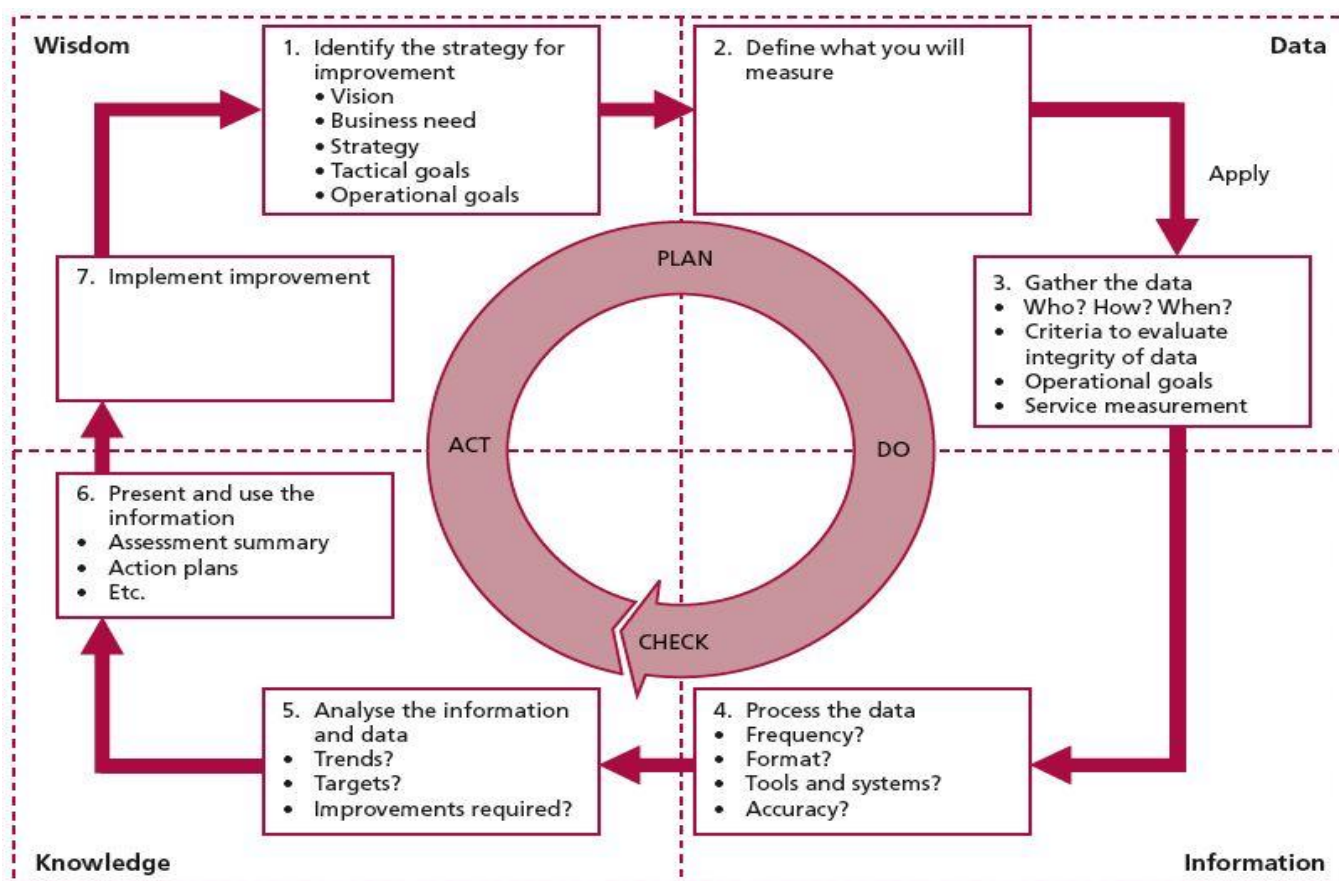 Wisdom
1. Identify the strategy for
improvement
• Vision
• Business need
• Strategy
• Tactical goals
• Operational goals
2. Define what you will
measure
Data
Apply
3. Gather the data
• Who? How? When?
• Criteria to evaluate
integrity of data
• Operational goals
• Service measurement
7. Implement improvement
PLAN
ACT
DO
CHECK
6. Present and use the
information
• Assessment summary
• Action plans
• Etc.
5. Analyse the information
and data
• Trends?
• Targets?
• Improvements required?
4. Process the data
• Frequency?
• Format?
• Tools and systems?
• Accuracy?
Knowledge
Information